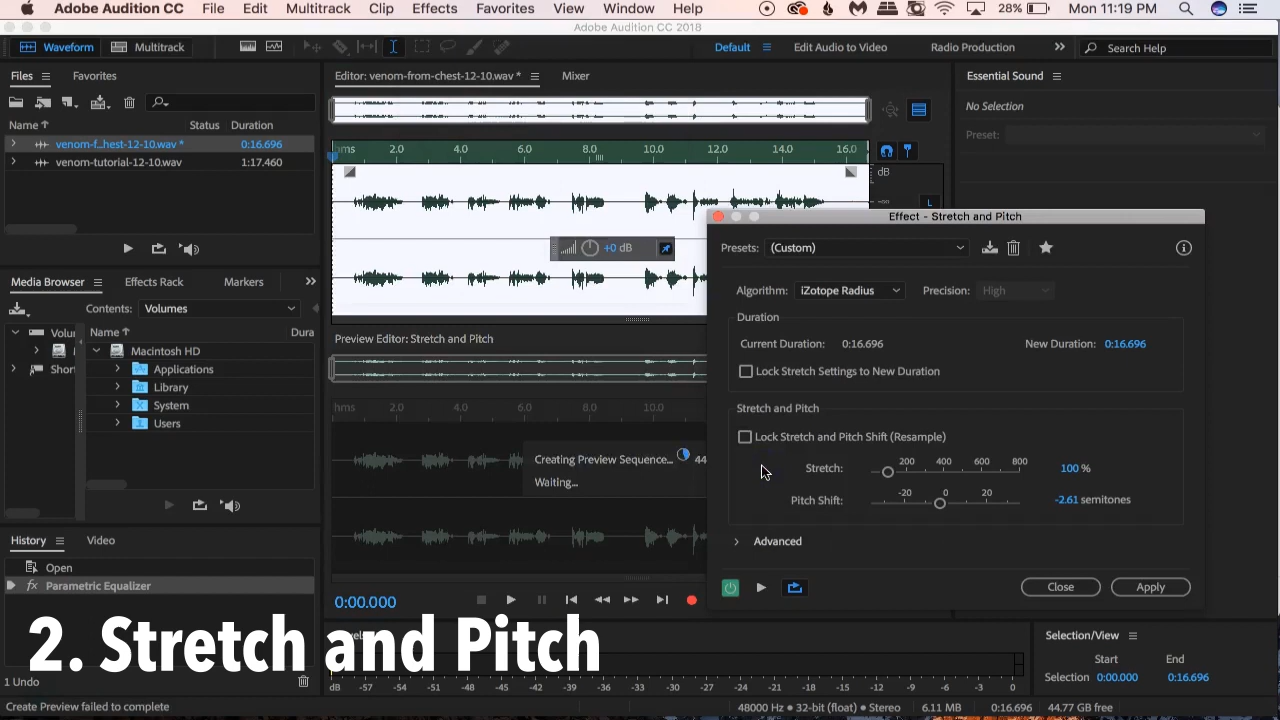 Adobe Audition CC File Edit Multitrack Clip Effects Favorites View Window Help 28% Mon 11:19 PM
Adobe Audition CC 2018
Waveform Multitrack Default Edit Audio to Video Radio Production Search Help
Files Favorites Editor: venom-from-chest-12-10.wav * Mixer Essential Sound
No Selection
Name Status Duration
Preset:
venom-f...hest-12-10.wav * 0:16.696
venom-tutorial-12-10.wav 1:17.460
hms 2.0 4.0 6.0 8.0 10.0 12.0 14.0 16.0
dB
-∞ L
Effect - Stretch and Pitch
+0 dB
Presets: (Custom)
Media Browser Effects Rack Markers
Algorithm: iZotope Radius Precision: High
Contents: Volumes
Duration
Name Dura
Volu
Preview Editor: Stretch and Pitch
Current Duration: 0:16.696 New Duration: 0:16.696
Macintosh HD
Shor
Applications
Library
System
Users
Lock Stretch Settings to New Duration
hms 2.0 4.0 6.0 8.0 10.0
Stretch and Pitch
Lock Stretch and Pitch Shift (Resample)
Creating Preview Sequence... 44
Waiting...
200 400 600 800
Stretch: 100 %
-20 0 20
Pitch Shift: -2.61 semitones
Advanced
History Video
Open
Parametric Equalizer
Close Apply
0:00.000
2. Stretch and Pitch
1 Undo
dB -57 -54 -51 -48 -45 -42 -39 -36 -33 -30 -27 -24 -21 -18 -15 -12 -9 -6 -3 0
Selection/View
Start End
Selection 0:00.000 0:16.696
Create Preview failed to complete
48000 Hz • 32-bit (float) • Stereo 6.11 MB 0:16.696 44.77 GB free